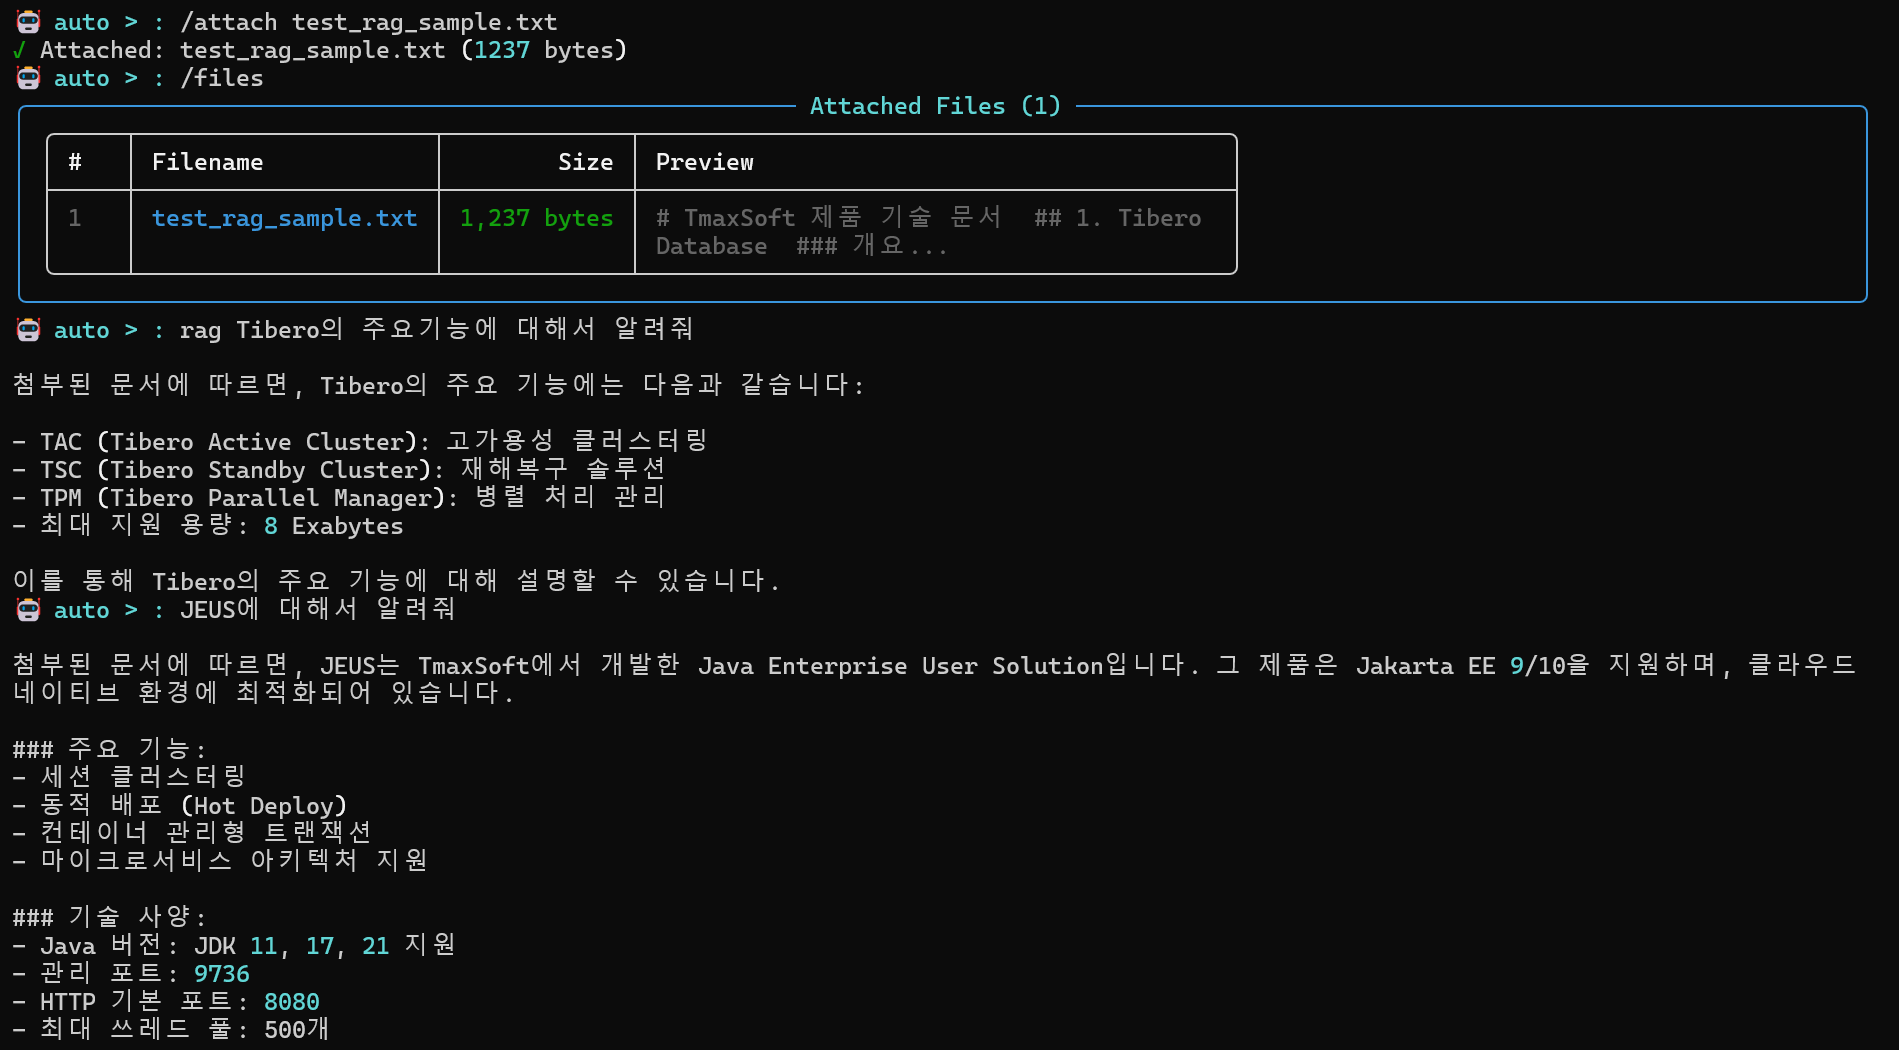 auto > : /attach test_rag_sample.txt
✓ Attached: test_rag_sample.txt (1237 bytes)
auto > : /files
Attached Files (1)
# Filename Size Preview
1 test_rag_sample.txt 1,237 bytes # TmaxSoft 제품 기술 문서  ## 1. Tibero
Database  ### 개요...
auto > : rag Tibero의 주요기능에 대해서 알려줘
첨부된 문서에 따르면, Tibero의 주요 기능에는 다음과 같습니다:
- TAC (Tibero Active Cluster): 고가용성 클러스터링
- TSC (Tibero Standby Cluster): 재해복구 솔루션
- TPM (Tibero Parallel Manager): 병렬 처리 관리
- 최대 지원 용량: 8 Exabytes
이를 통해 Tibero의 주요 기능에 대해 설명할 수 있습니다.
auto > : JEUS에 대해서 알려줘
첨부된 문서에 따르면, JEUS는 TmaxSoft에서 개발한 Java Enterprise User Solution입니다. 그 제품은 Jakarta EE 9/10을 지원하며, 클라우드
네이티브 환경에 최적화되어 있습니다.
### 주요 기능:
- 세션 클러스터링
- 동적 배포 (Hot Deploy)
- 컨테이너 관리형 트랜잭션
- 마이크로서비스 아키텍처 지원
### 기술 사양:
- Java 버전: JDK 11, 17, 21 지원
- 관리 포트: 9736
- HTTP 기본 포트: 8080
- 최대 쓰레드 풀: 500개